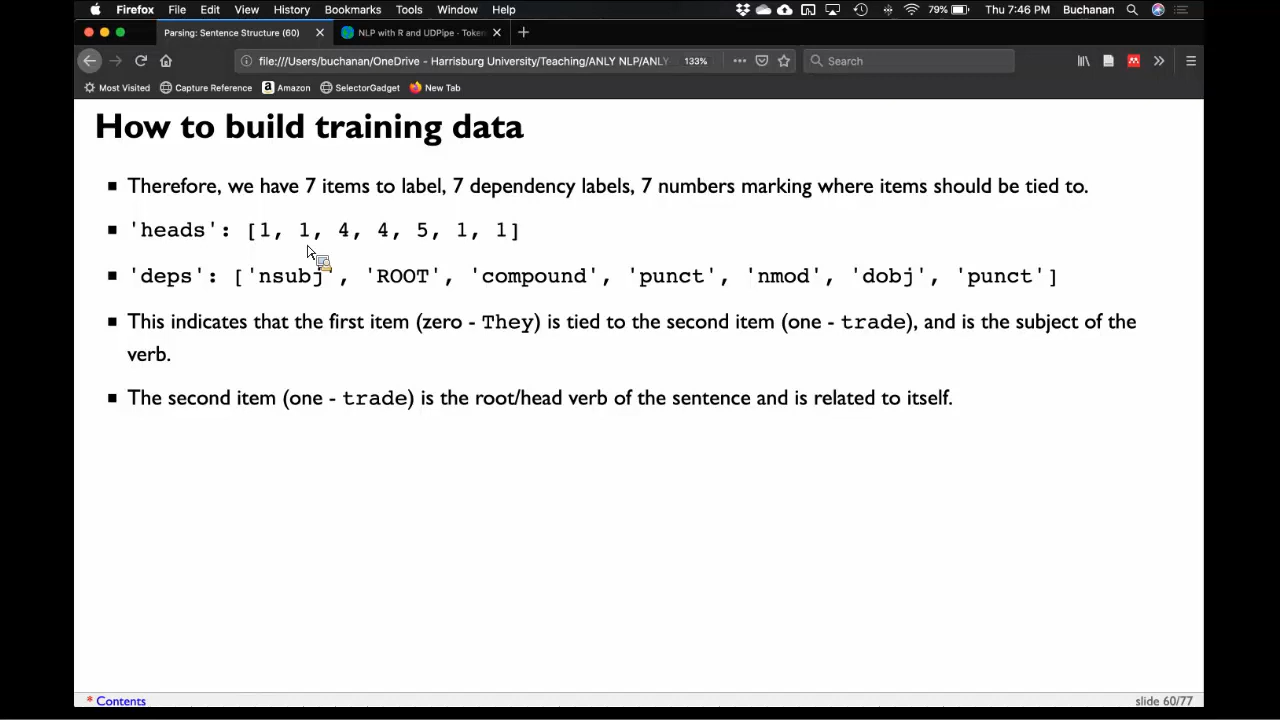 Firefox File Edit View History Bookmarks Tools Window Help 79% Thu 7:46 PM Buchanan
Parsing: Sentence Structure (60) NLP with R and UDPipe - Token
file:///Users/buchanan/OneDrive - Harrisburg University/Teaching/ANLY NLP/ANLY 133% Search
Most Visited Capture Reference Amazon SelectorGadget New Tab
How to build training data
Therefore, we have 7 items to label, 7 dependency labels, 7 numbers marking where items should be tied to.
'heads': [1, 1, 4, 4, 5, 1, 1]
'deps': ['nsubj', 'ROOT', 'compound', 'punct', 'nmod', 'dobj', 'punct']
This indicates that the first item (zero - They) is tied to the second item (one - trade), and is the subject of the
verb.
The second item (one - trade) is the root/head verb of the sentence and is related to itself.
* Contents slide 60/77